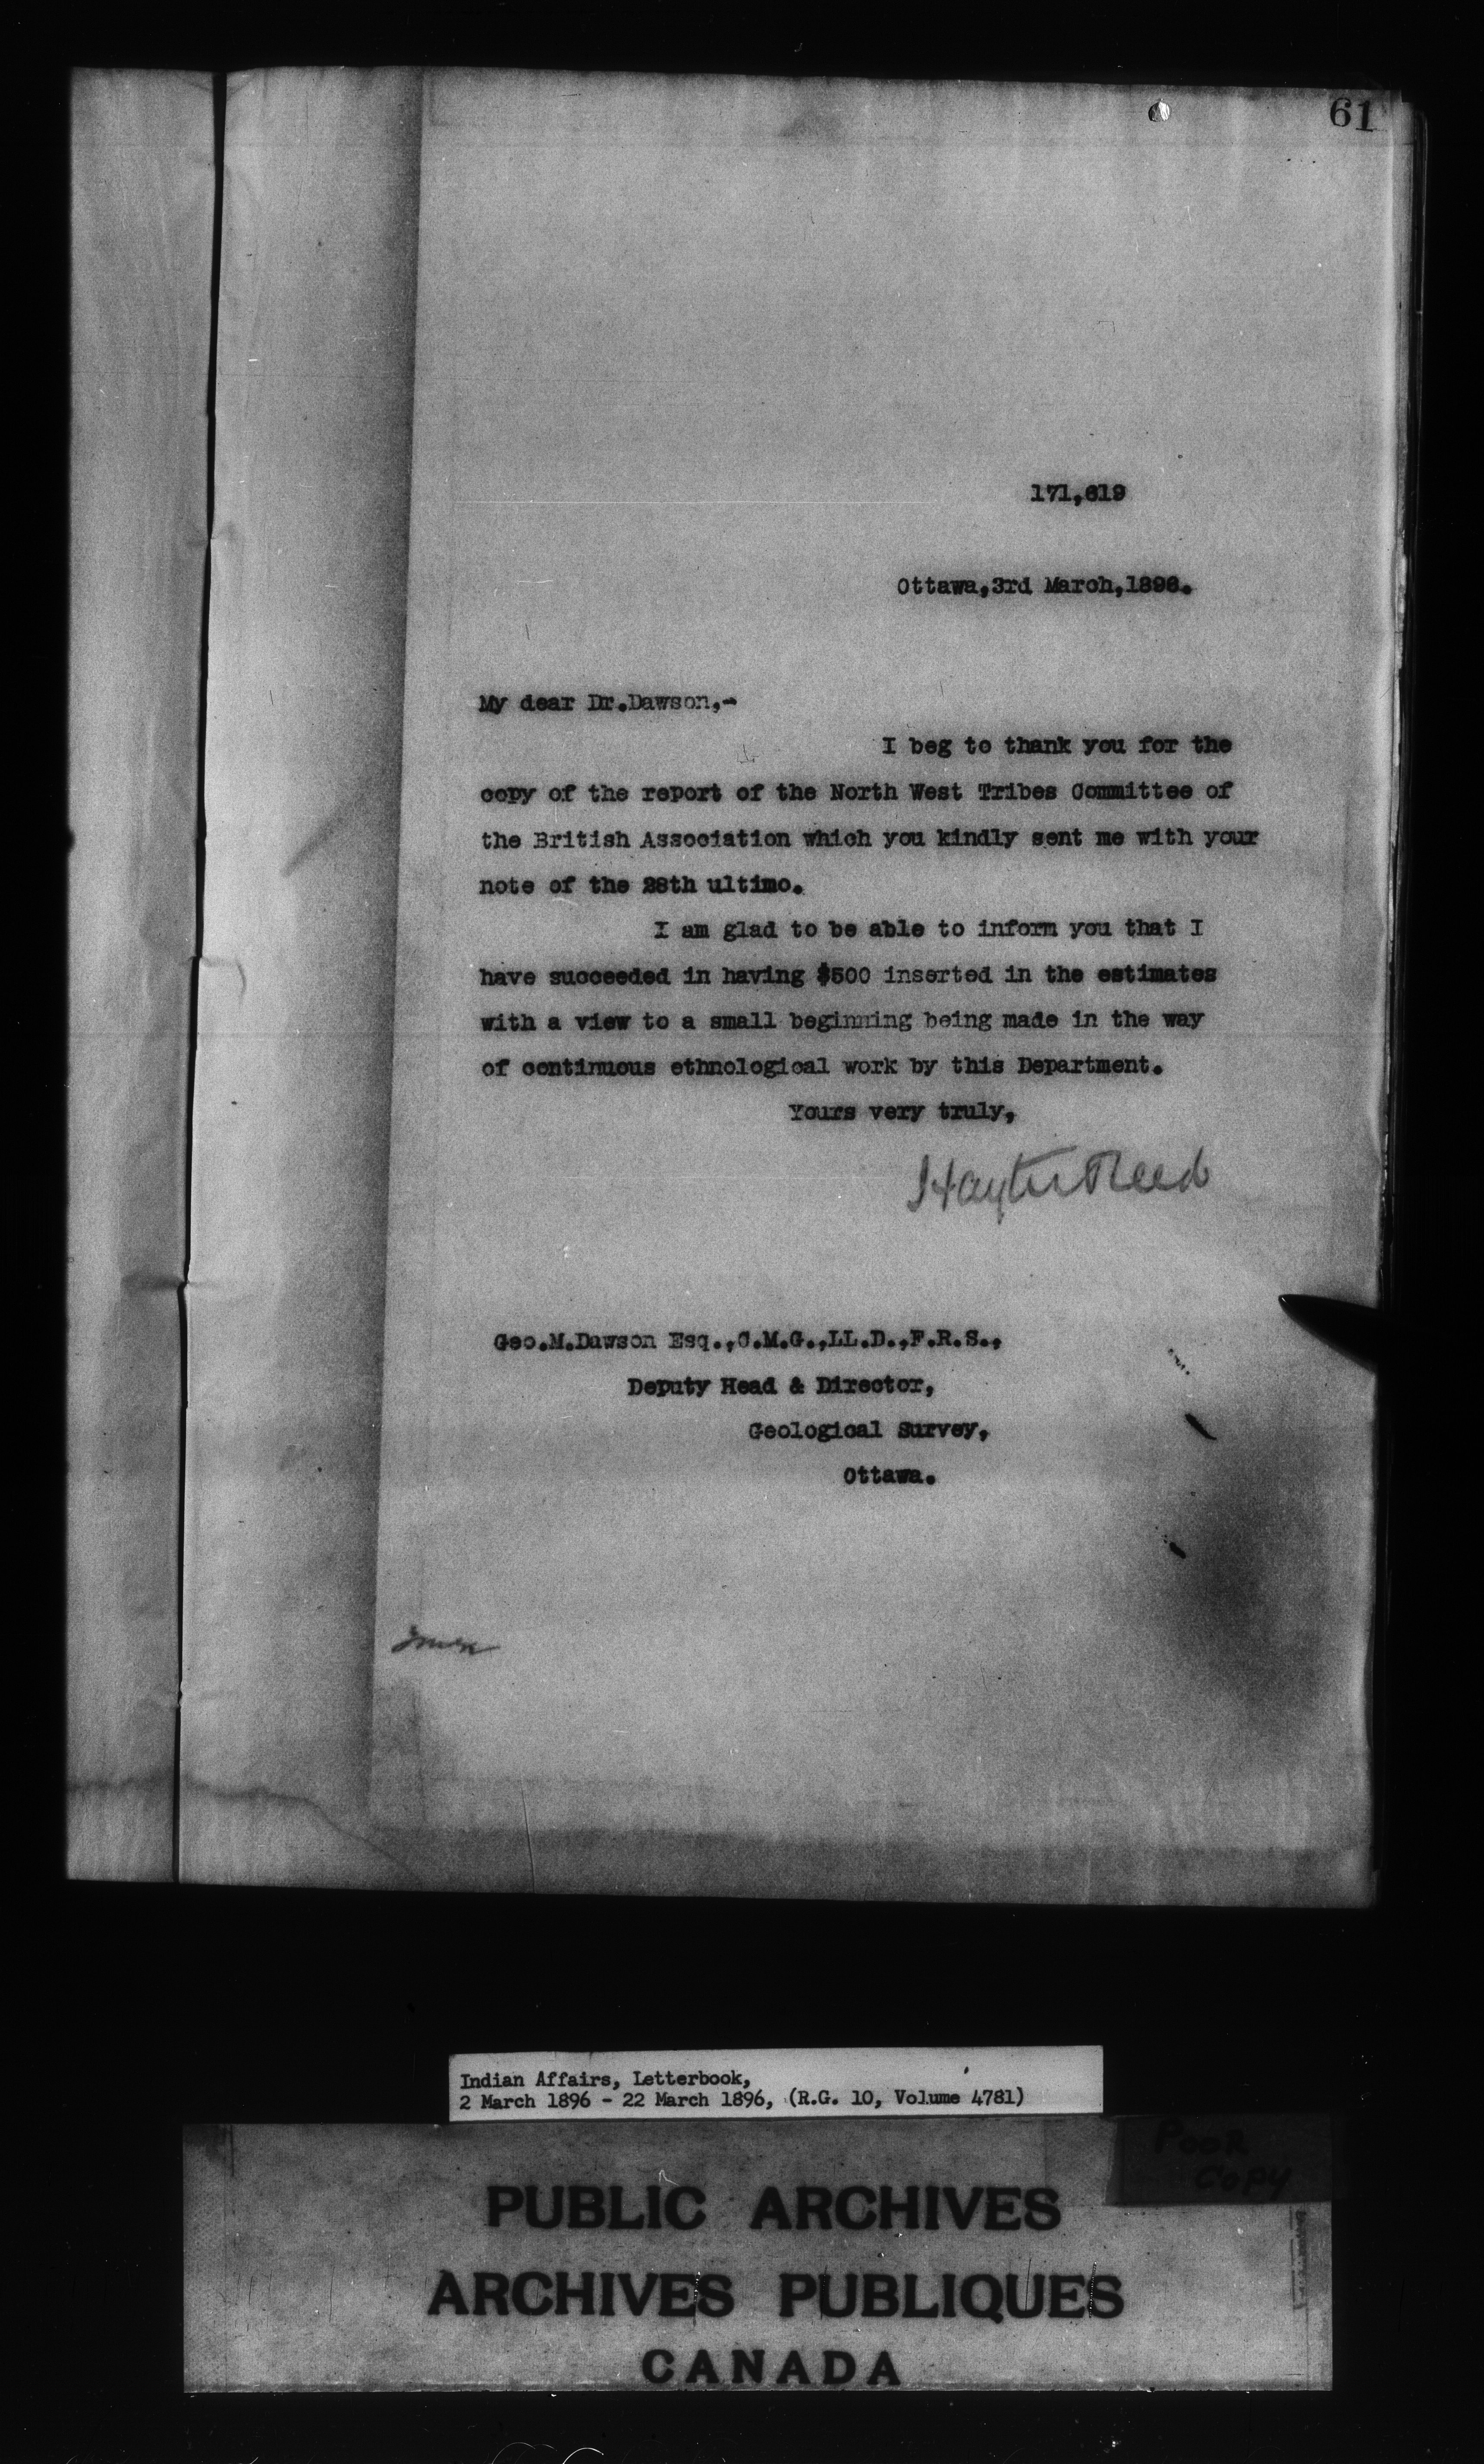 61
171,619
Ottawa,3rd March,1896.
My dear Dr.Dawson,-
I beg to thank you for the
copy of the report of the North West Tribes Committee of
the British Association which you kindly sent me with your
note of the 28th ultimo.
I am glad to be able to inform you that I
have succeeded in having $500 inserted in the estimates
with a view to a small beginning being made in the way
of continuous ethnological work by this Department.
Yours very truly,
Hayter Reed
Geo.M.Dawson Esq.,C.M.G.,LL.D.,F.R.S.,
Deputy Head & Director,
Geological Survey,
Ottawa.
Indian Affairs, Letterbook,
2 March 1896 - 22 March 1896, (R.G. 10, Volume 4781)
POOR
COPY
PUBLIC ARCHIVES
ARCHIVES PUBLIQUES
CANADA